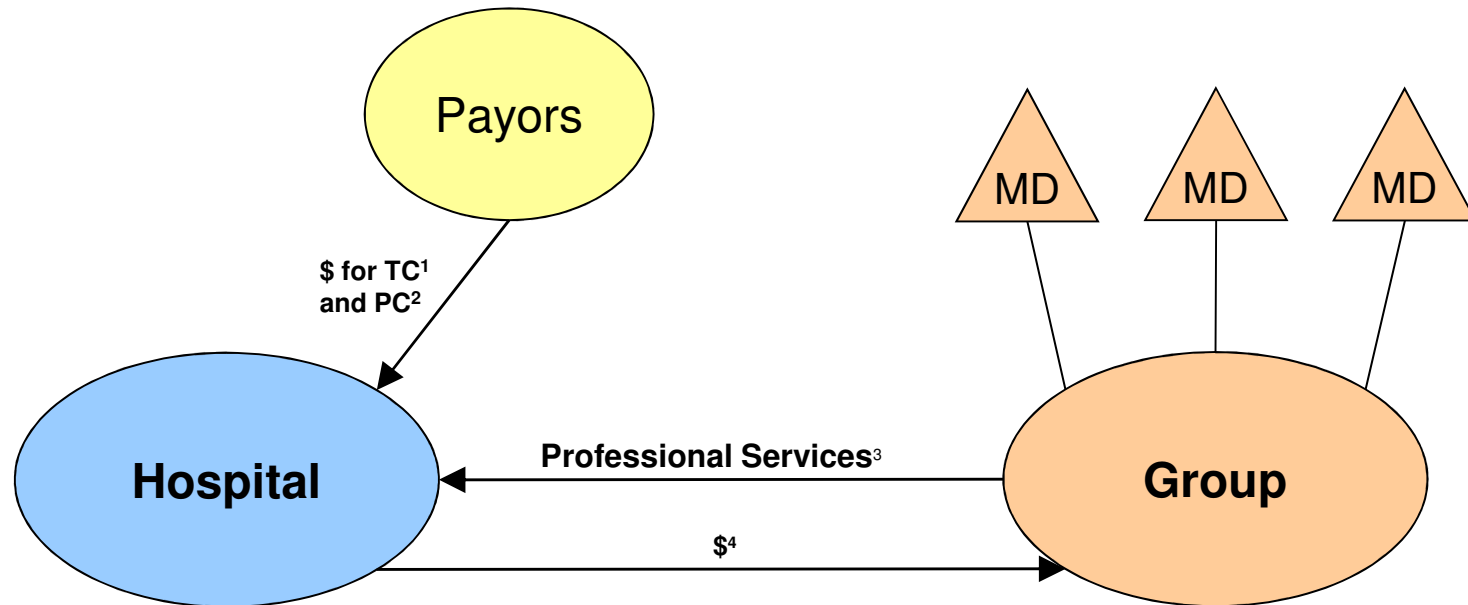 Payors
MD
MD
MD
$ for TC¹
and PC²
Professional Services³
Hospital
Group
$⁴